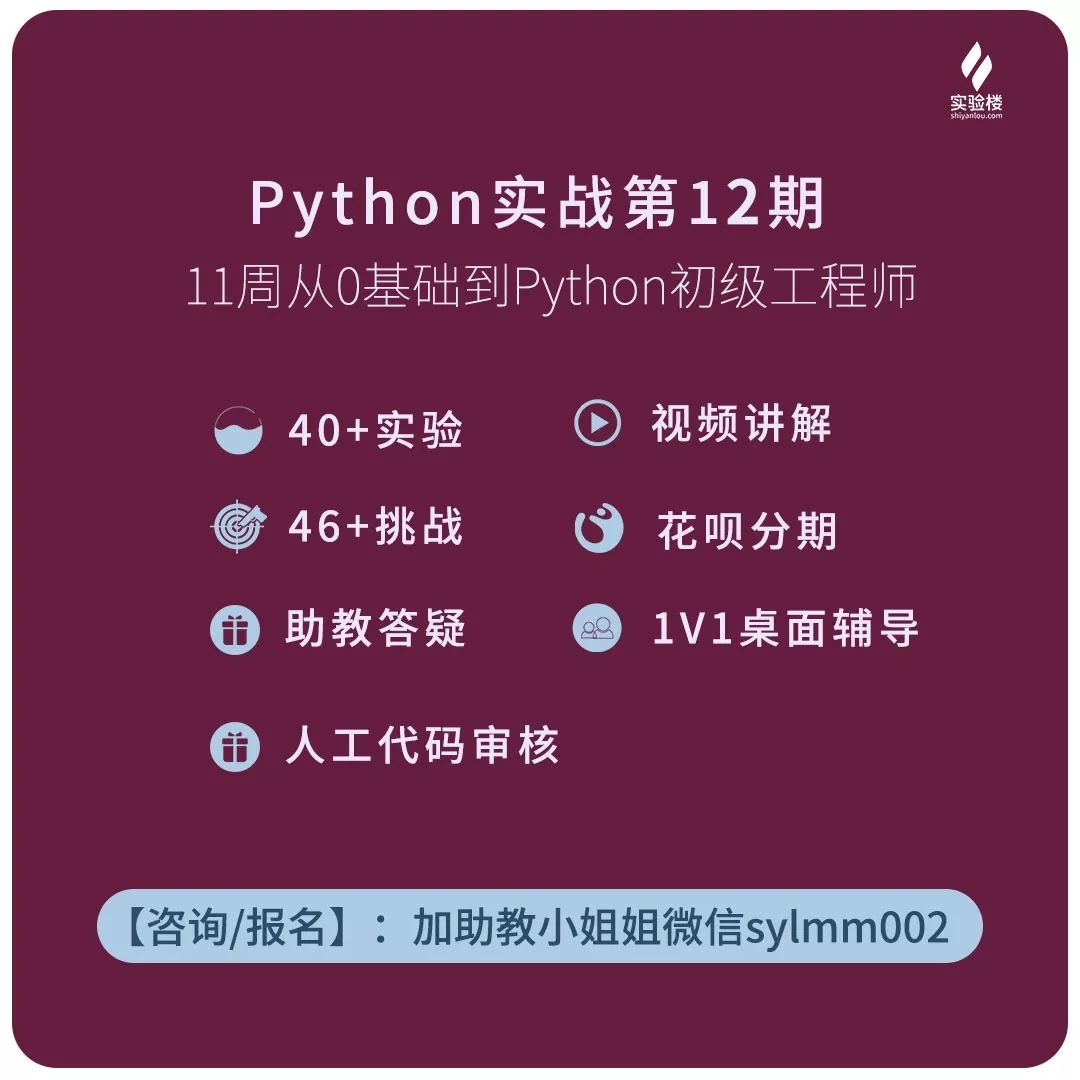 实验楼
shiyanlou.com
Python实战第12期
11周从0基础到Python初级工程师
40+实验
视频讲解
46+挑战
花呗分期
助教答疑
1V1桌面辅导
人工代码审核
【咨询/报名】：加助教小姐姐微信sylmm002